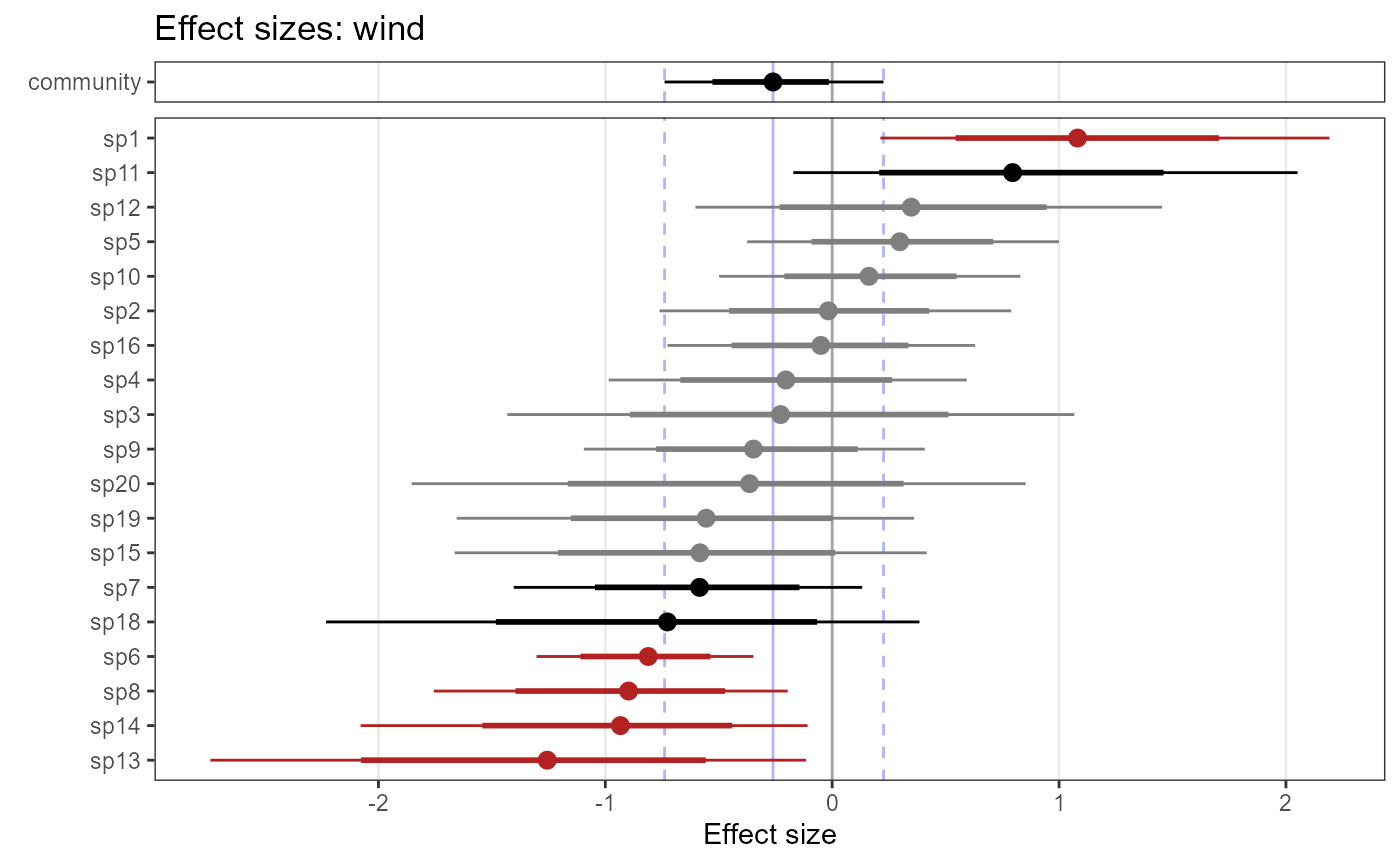 Effect sizes: wind
community
sp1
sp11
sp12
sp5
sp10
sp2
sp16
sp4
sp3
sp9
sp20
sp19
sp15
sp7
sp18
sp6
sp8
sp14
sp13
-2 -1 0 1 2
Effect size